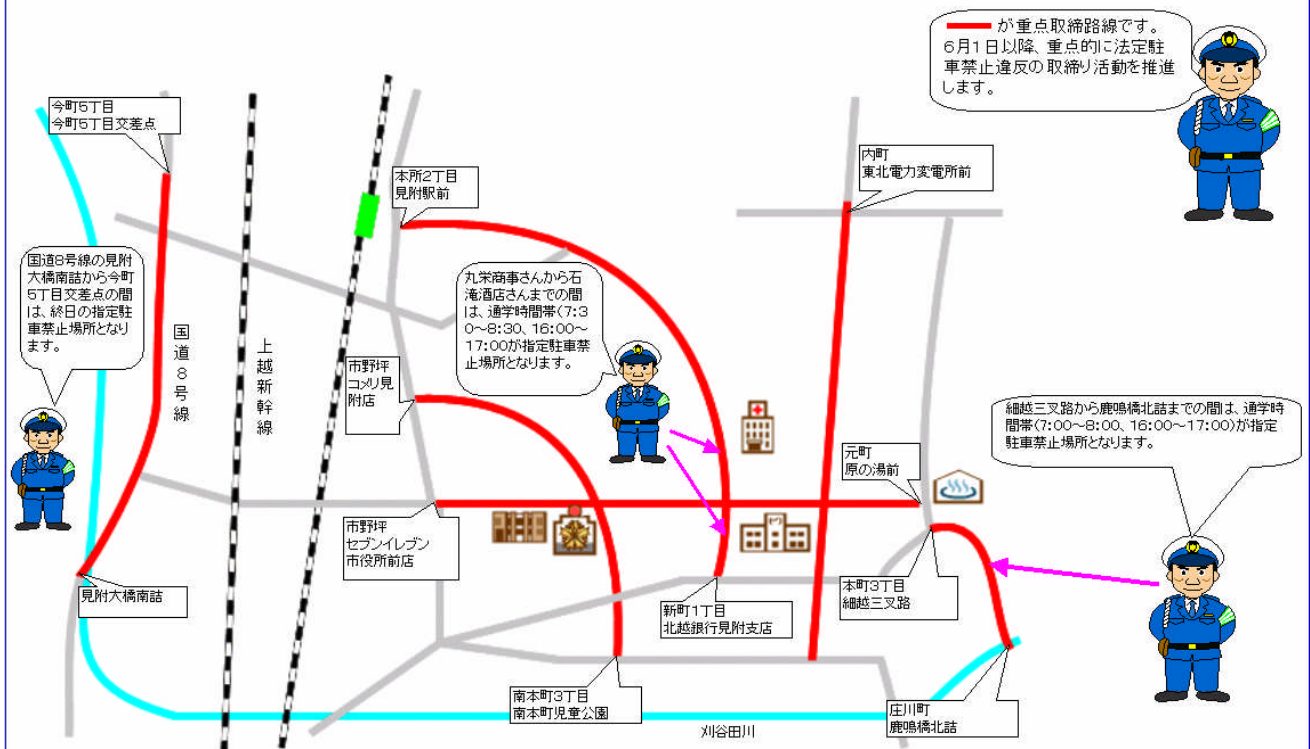 が重点取締路線です。
6月1日以降、重点的に法定駐
車禁止違反の取締り活動を推進
します。
今町5丁目
今町5丁目交差点
本所2丁目
見附駅前
内町
東北電力変電所前
国道8号線の見附
大橋南詰から今町
5丁目交差点の間
は、終日の指定駐
車禁止場所となり
ます。
国道8号線
上越新幹線
丸栄商事さんから石
滝酒店さんまでの間
は、通学時間帯(7:3
0～8:30、16:00～
17:00が指定駐車禁
止場所となります。
市野坪
コメリ見
附店
細越三叉路から鹿鳴橋北詰までの間は、通学時
間帯(7:00～8:00、16:00～17:00)が指定
駐車禁止場所となります。
元町
原の湯前
市野坪
セブンイレブン
市役所前店
見附大橋南詰
新町1丁目
北越銀行見附支店
本町3丁目
細越三叉路
南本町3丁目
南本町児童公園
庄川町
鹿鳴橋北詰
刈谷田川